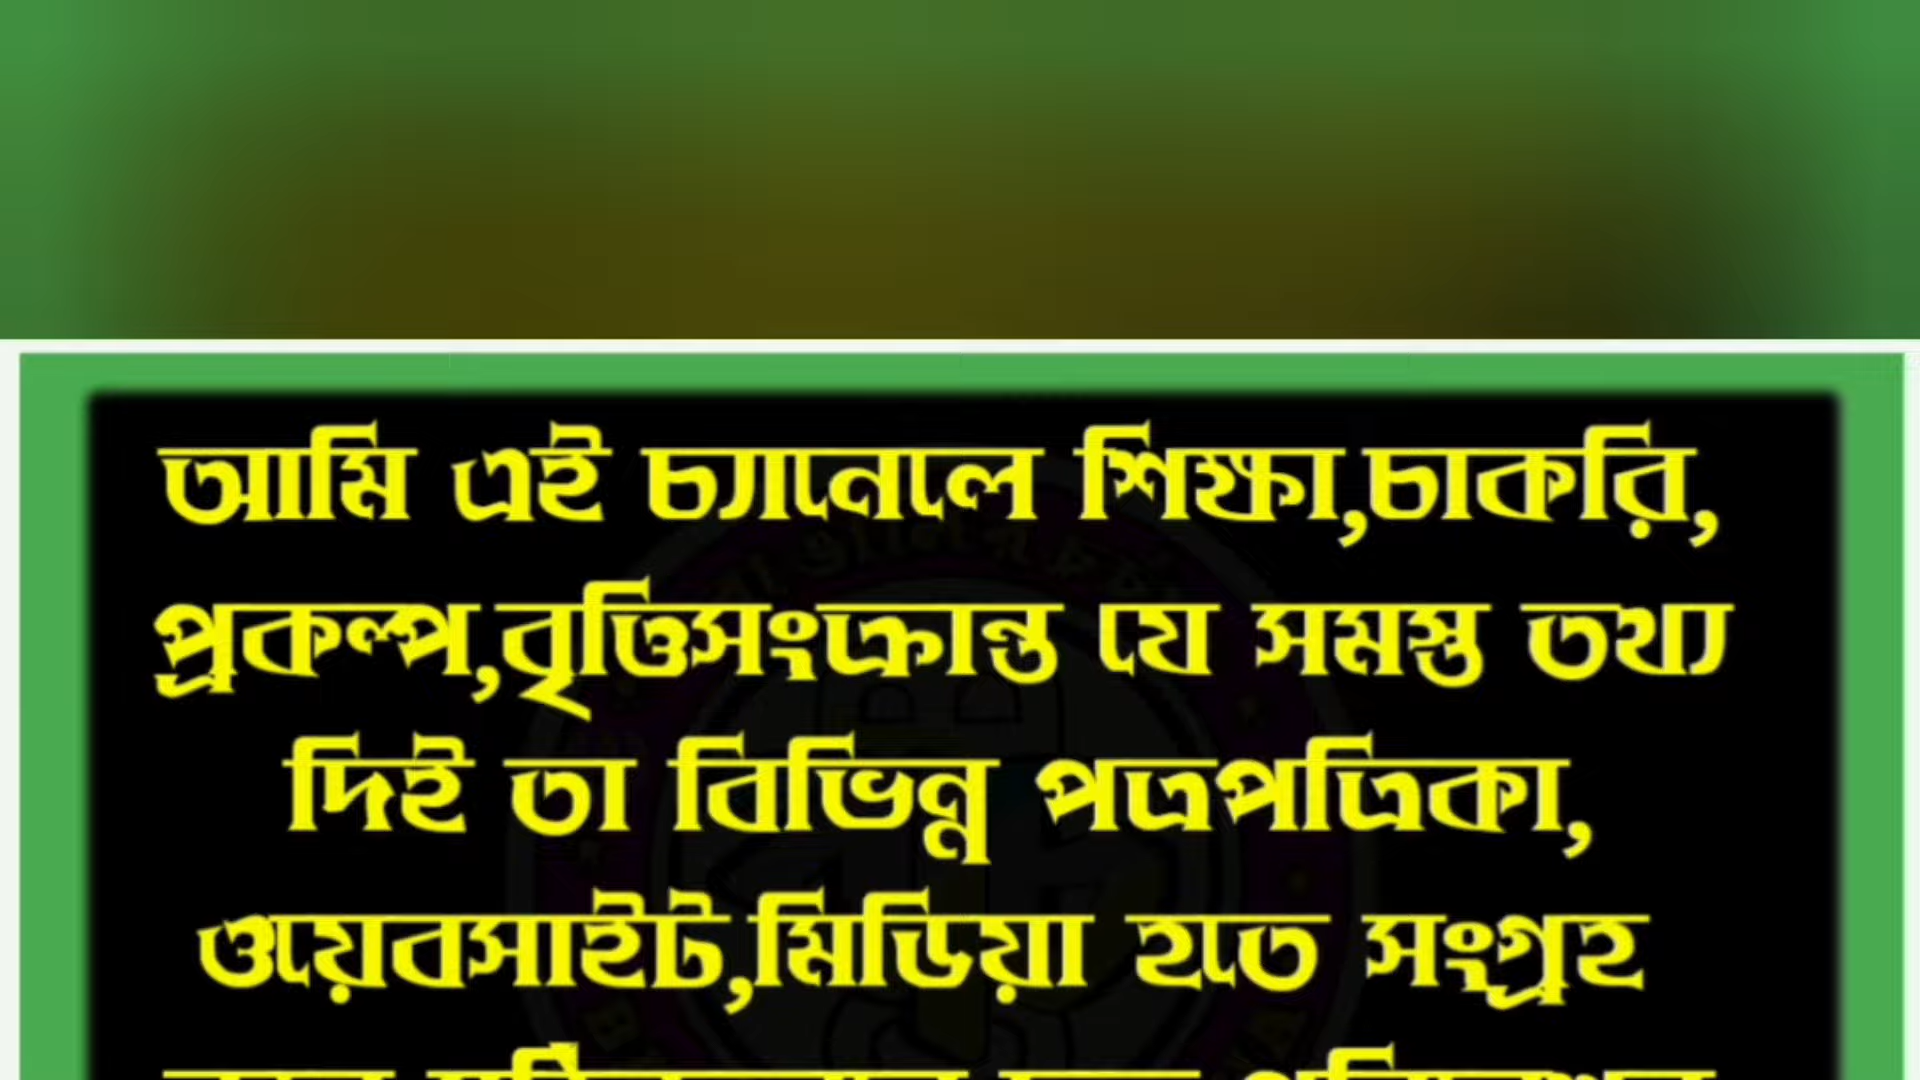 আমি এই চ্যানেলে শিক্ষা,চাকরি,
প্রকল্প,বৃত্তিসংক্রান্ত যে সমস্ত তথ্য
দিই তা বিভিন্ন পত্রপত্রিকা,
ওয়েবসাইট,মিডিয়া হতে সংগ্রহ